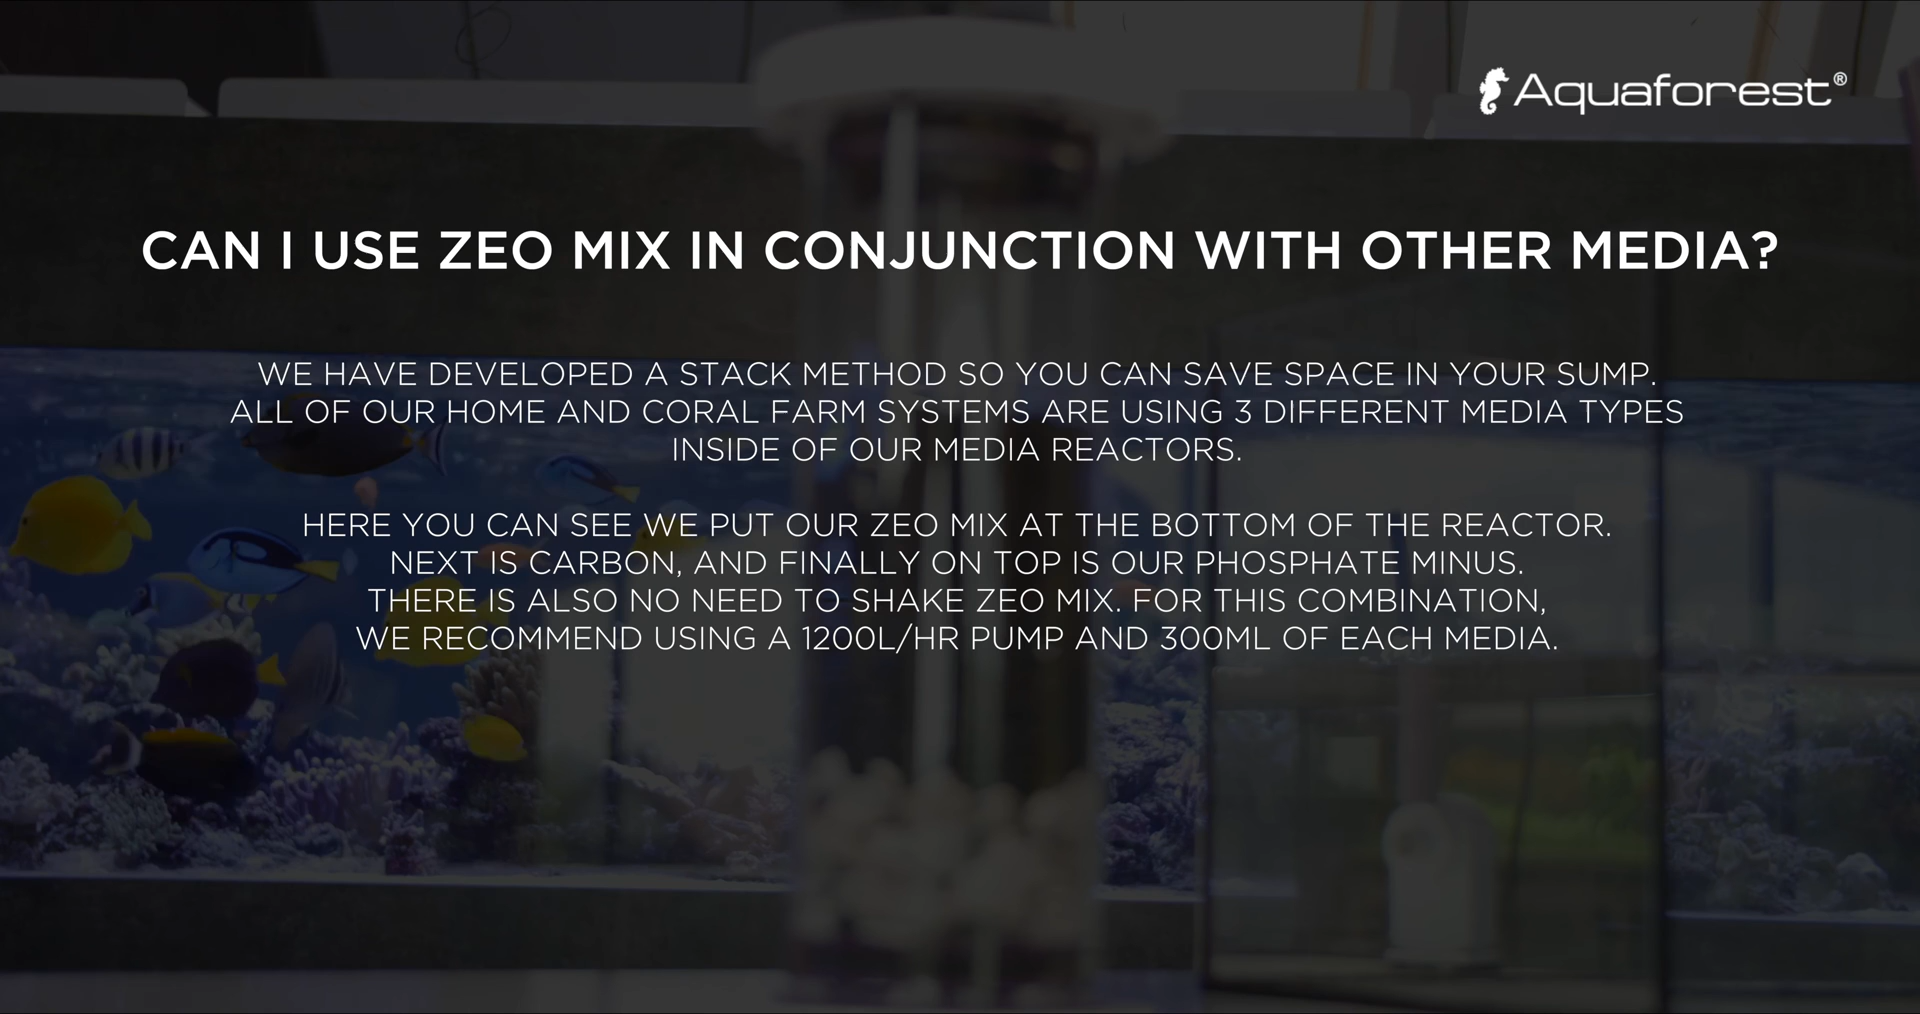 Aquaforest®
CAN I USE ZEO MIX IN CONJUNCTION WITH OTHER MEDIA?
WE HAVE DEVELOPED A STACK METHOD SO YOU CAN SAVE SPACE IN YOUR SUMP.
ALL OF OUR HOME AND CORAL FARM SYSTEMS ARE USING 3 DIFFERENT MEDIA TYPES
INSIDE OF OUR MEDIA REACTORS.
HERE YOU CAN SEE WE PUT OUR ZEO MIX AT THE BOTTOM OF THE REACTOR.
NEXT IS CARBON, AND FINALLY ON TOP IS OUR PHOSPHATE MINUS.
THERE IS ALSO NO NEED TO SHAKE ZEO MIX. FOR THIS COMBINATION,
WE RECOMMEND USING A 1200L/HR PUMP AND 300ML OF EACH MEDIA.